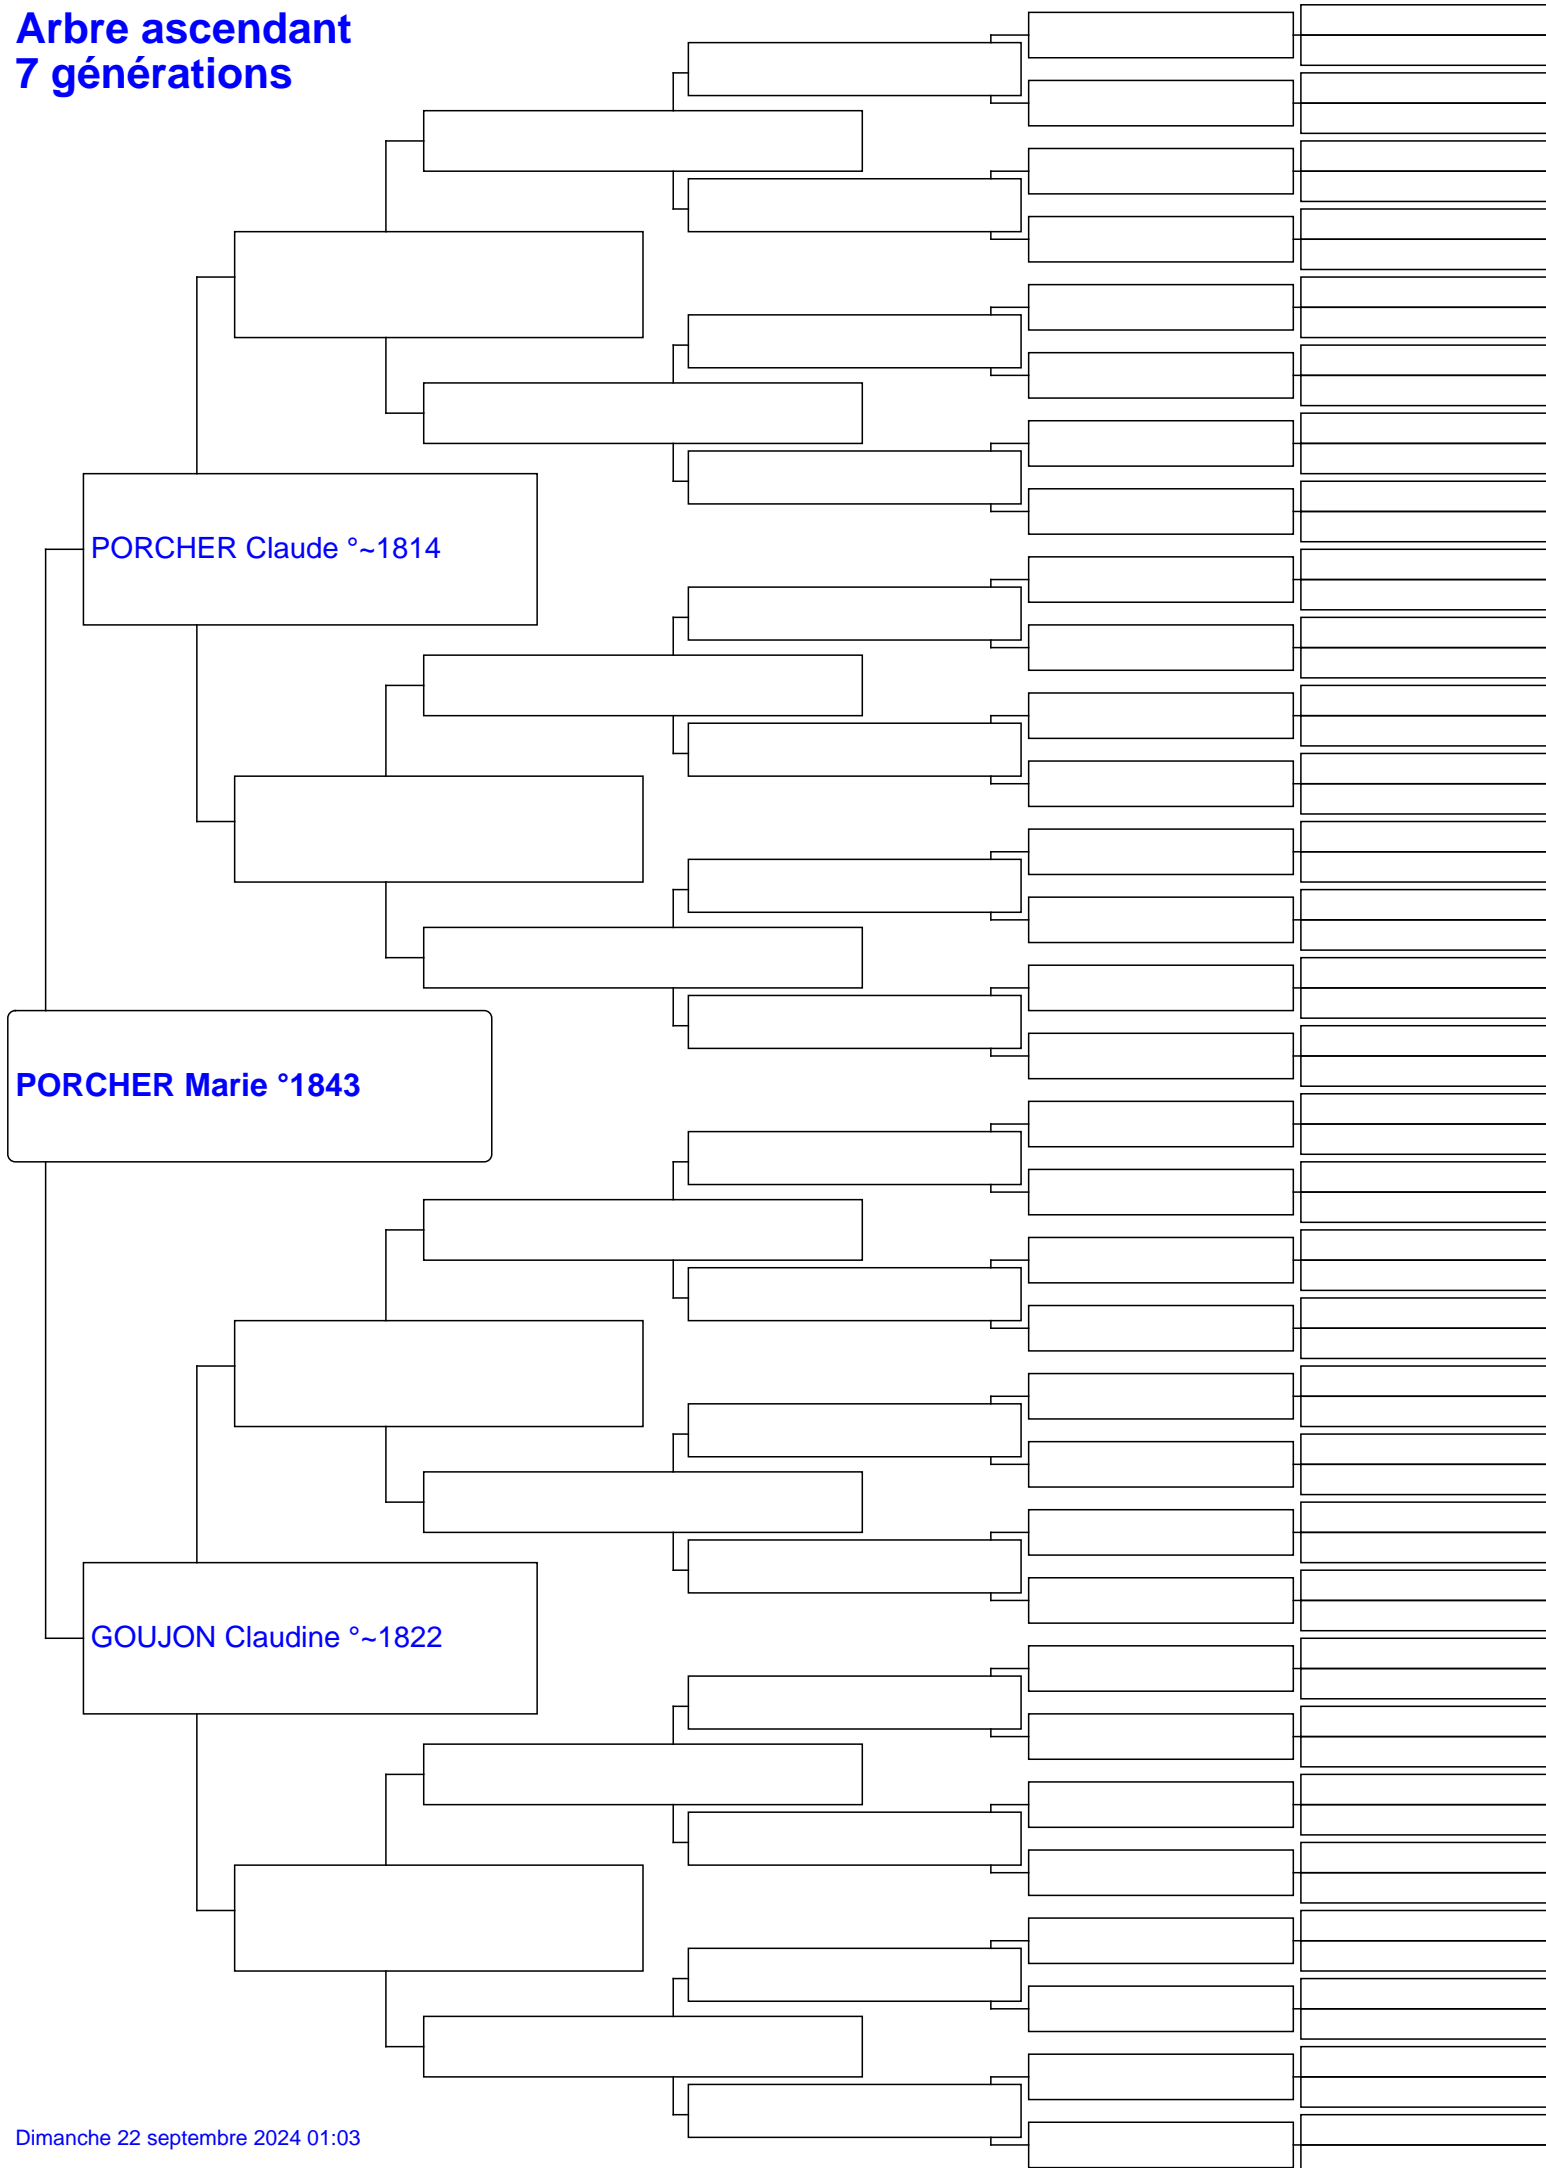 Arbre ascendant
7 générations
PORCHER Claude °~1814
PORCHER Marie °1843
GOUJON Claudine °~1822
Dimanche 22 septembre 2024 01:03